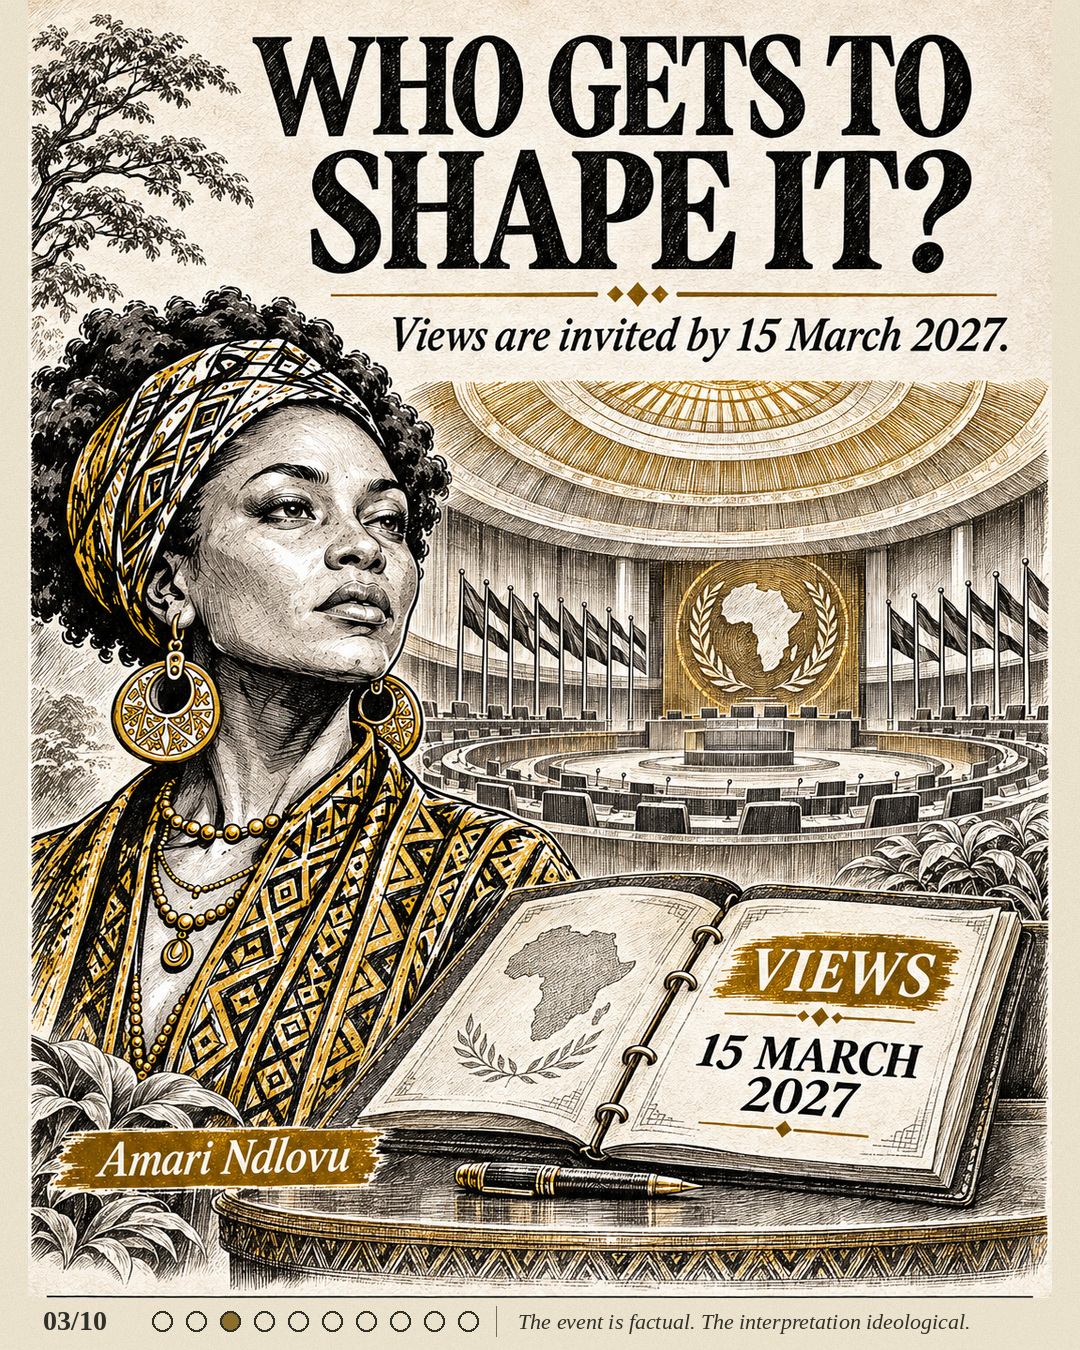 WHO GETS TO
SHAPE IT?
Views are invited by 15 March 2027.
VIEWS
15 MARCH
2027
Amari Ndlovu
03/10
The event is factual. The interpretation ideological.